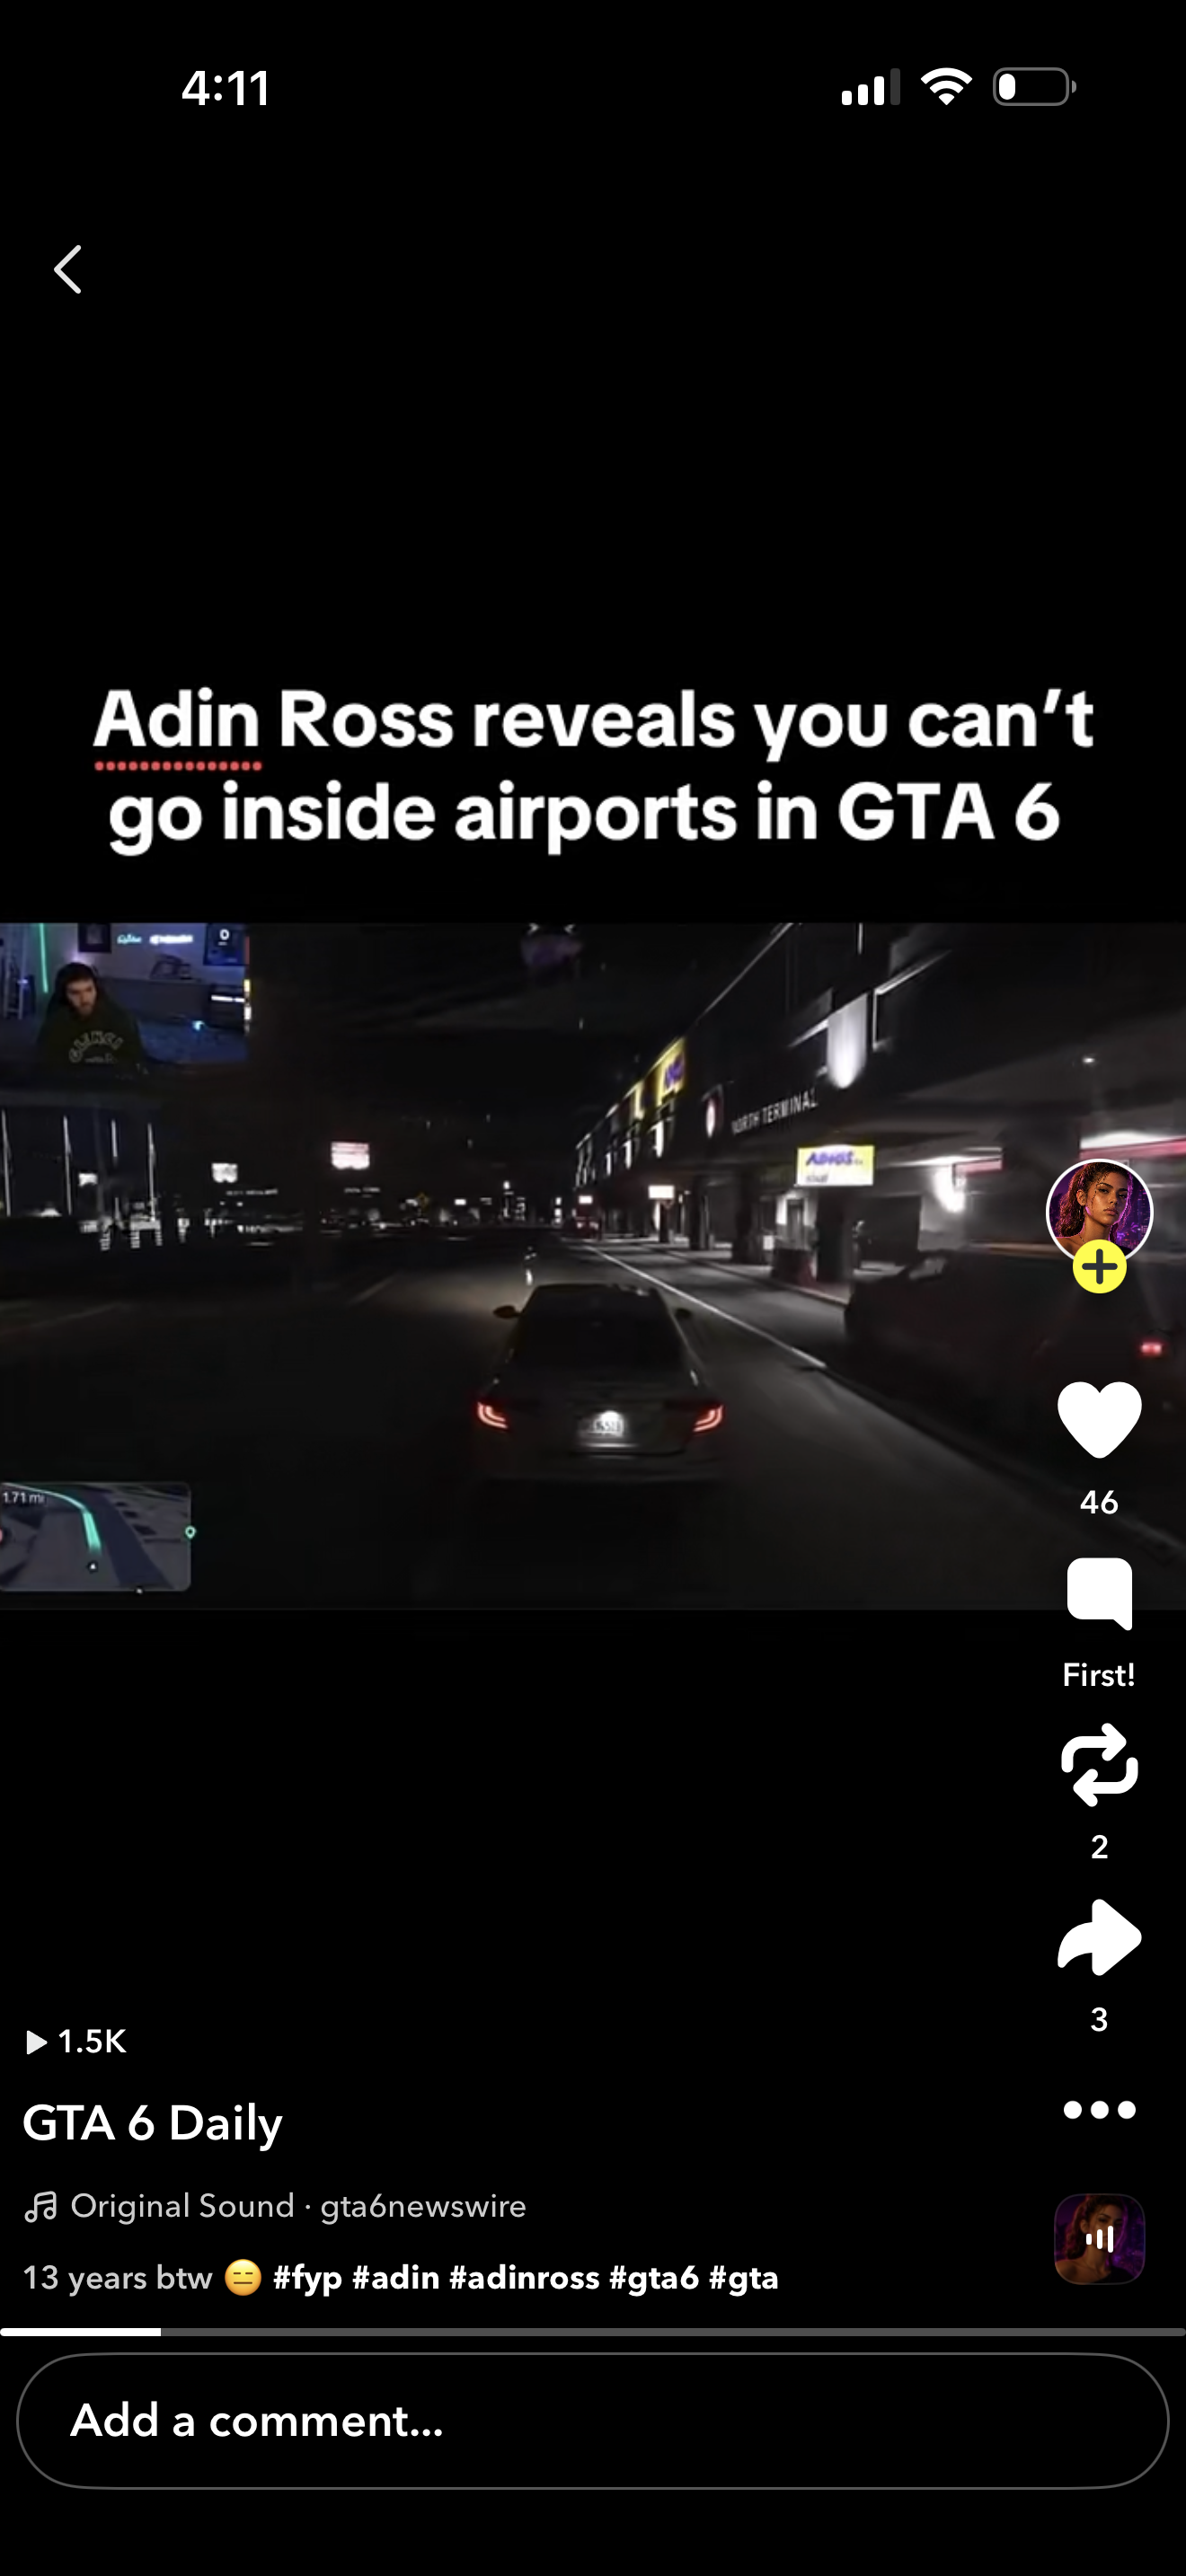 4:11
Adin Ross reveals you can’t
go inside airports in GTA 6
NORTH TERMINAL
ADIOS
1.71 mi
46
First!
2
3
1.5K
GTA 6 Daily
Original Sound · gta6newswire
13 years btw 😑 #fyp #adin #adinross #gta6 #gta
Add a comment...